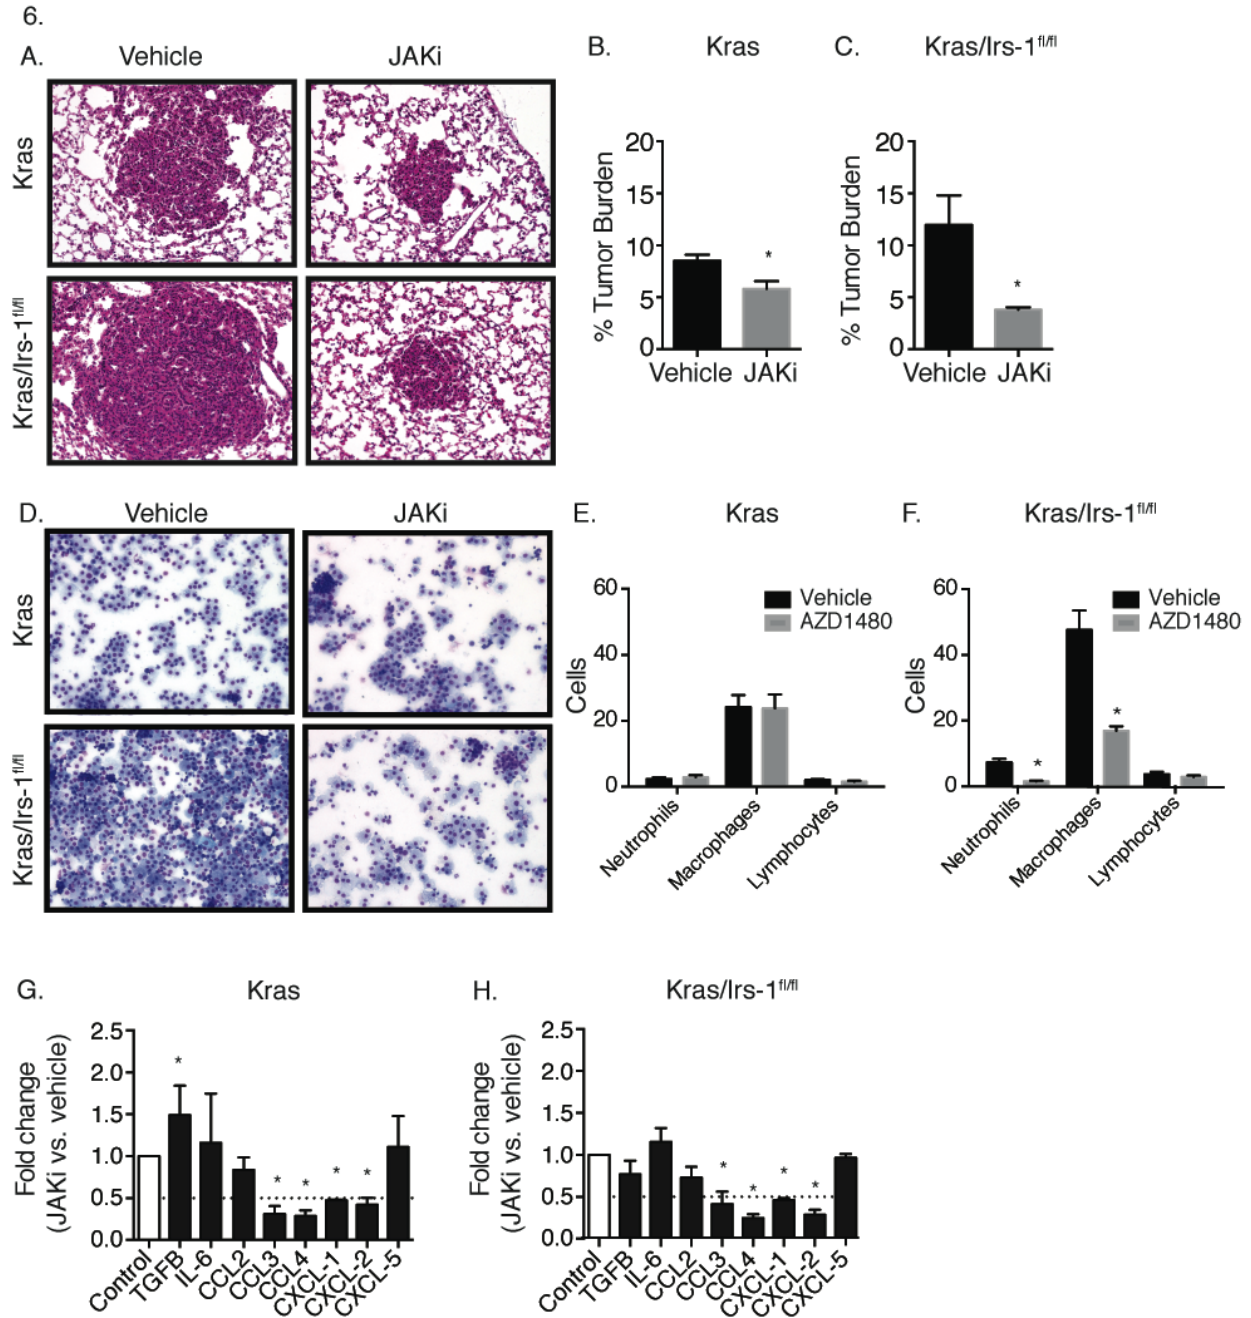 6.
A.
Vehicle
JAKi
Kras
Kras/Irs-1fl/fl
B.
Kras
% Tumor Burden
20
15
10
5
0
Vehicle JAKi
*
C.
Kras/Irs-1fl/fl
% Tumor Burden
20
15
10
5
0
Vehicle JAKi
*
D.
Vehicle
JAKi
Kras
Kras/Irs-1fl/fl
E.
Kras
Cells
60
40
20
0
Vehicle
AZD1480
Neutrophils
Macrophages
Lymphocytes
F.
Kras/Irs-1fl/fl
Cells
60
40
20
0
Vehicle
AZD1480
*
*
Neutrophils
Macrophages
Lymphocytes
G.
Kras
Fold change
(JAKi vs. vehicle)
2.5
2.0
1.5
1.0
0.5
0.0
*
*
*
*
*
Control
TGFB
IL-6
CCL2
CCL3
CCL4
CXCL-1
CXCL-2
CXCL-5
H.
Kras/Irs-1fl/fl
Fold change
(JAKi vs. vehicle)
2.5
2.0
1.5
1.0
0.5
0.0
*
*
*
*
Control
TGFB
IL-6
CCL2
CCL3
CCL4
CXCL-1
CXCL-2
CXCL-5